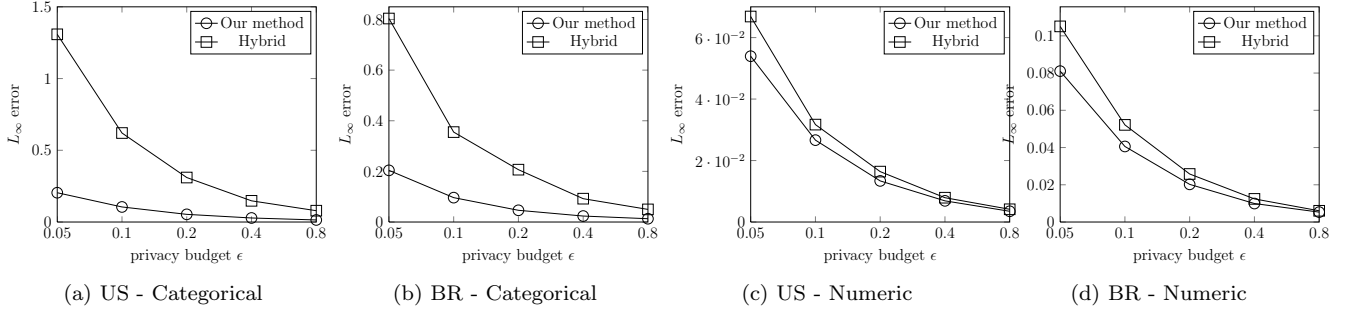 0
0.5
1
1.5
0.05
0.1
0.2
0.4
0.8
L∞ error
privacy budget ϵ
Our method
Hybrid
(a) US - Categorical
0
0.2
0.4
0.6
0.8
0.05
0.1
0.2
0.4
0.8
L∞ error
privacy budget ϵ
Our method
Hybrid
(b) BR - Categorical
0
2 · 10⁻²
4 · 10⁻²
6 · 10⁻²
0.05
0.1
0.2
0.4
0.8
L∞ error
privacy budget ϵ
Our method
Hybrid
(c) US - Numeric
0
0.02
0.04
0.06
0.08
0.1
0.05
0.1
0.2
0.4
0.8
L∞ error
privacy budget ϵ
Our method
Hybrid
(d) BR - Numeric